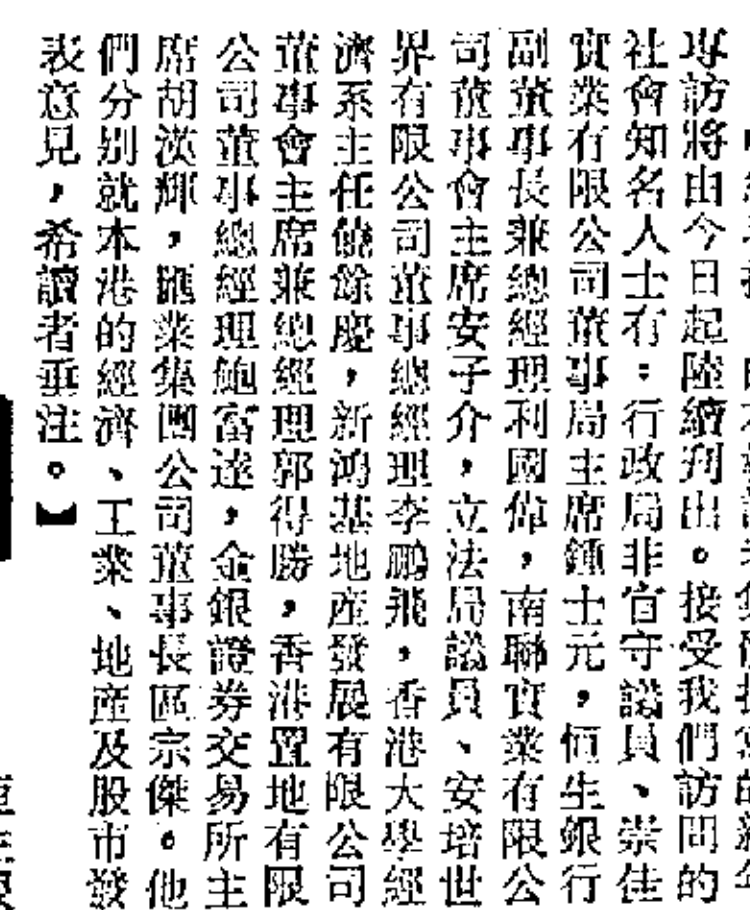 專訪將由今日起陸續刋出。接受我們訪問的
社會知名人士有：行政局非官守議員、崇佳
實業有限公司董事局主席鍾士元，恒生銀行
副董事長兼總經理利國偉，南聯實業有限公
司董事會主席安子介，立法局議員、安培世
界有限公司董事總經理李鵬飛，香港大學經
濟系主任饒餘慶，新鴻基地產發展有限公司
董事會主席兼總經理郭得勝，香港置地有限
公司董事總經理鮑富達，金銀證券交易所主
席胡漢輝，匯業集團公司董事長區宗傑。他
們分别就本港的經濟、工業、地產及股市發
表意見，希讀者垂注。】